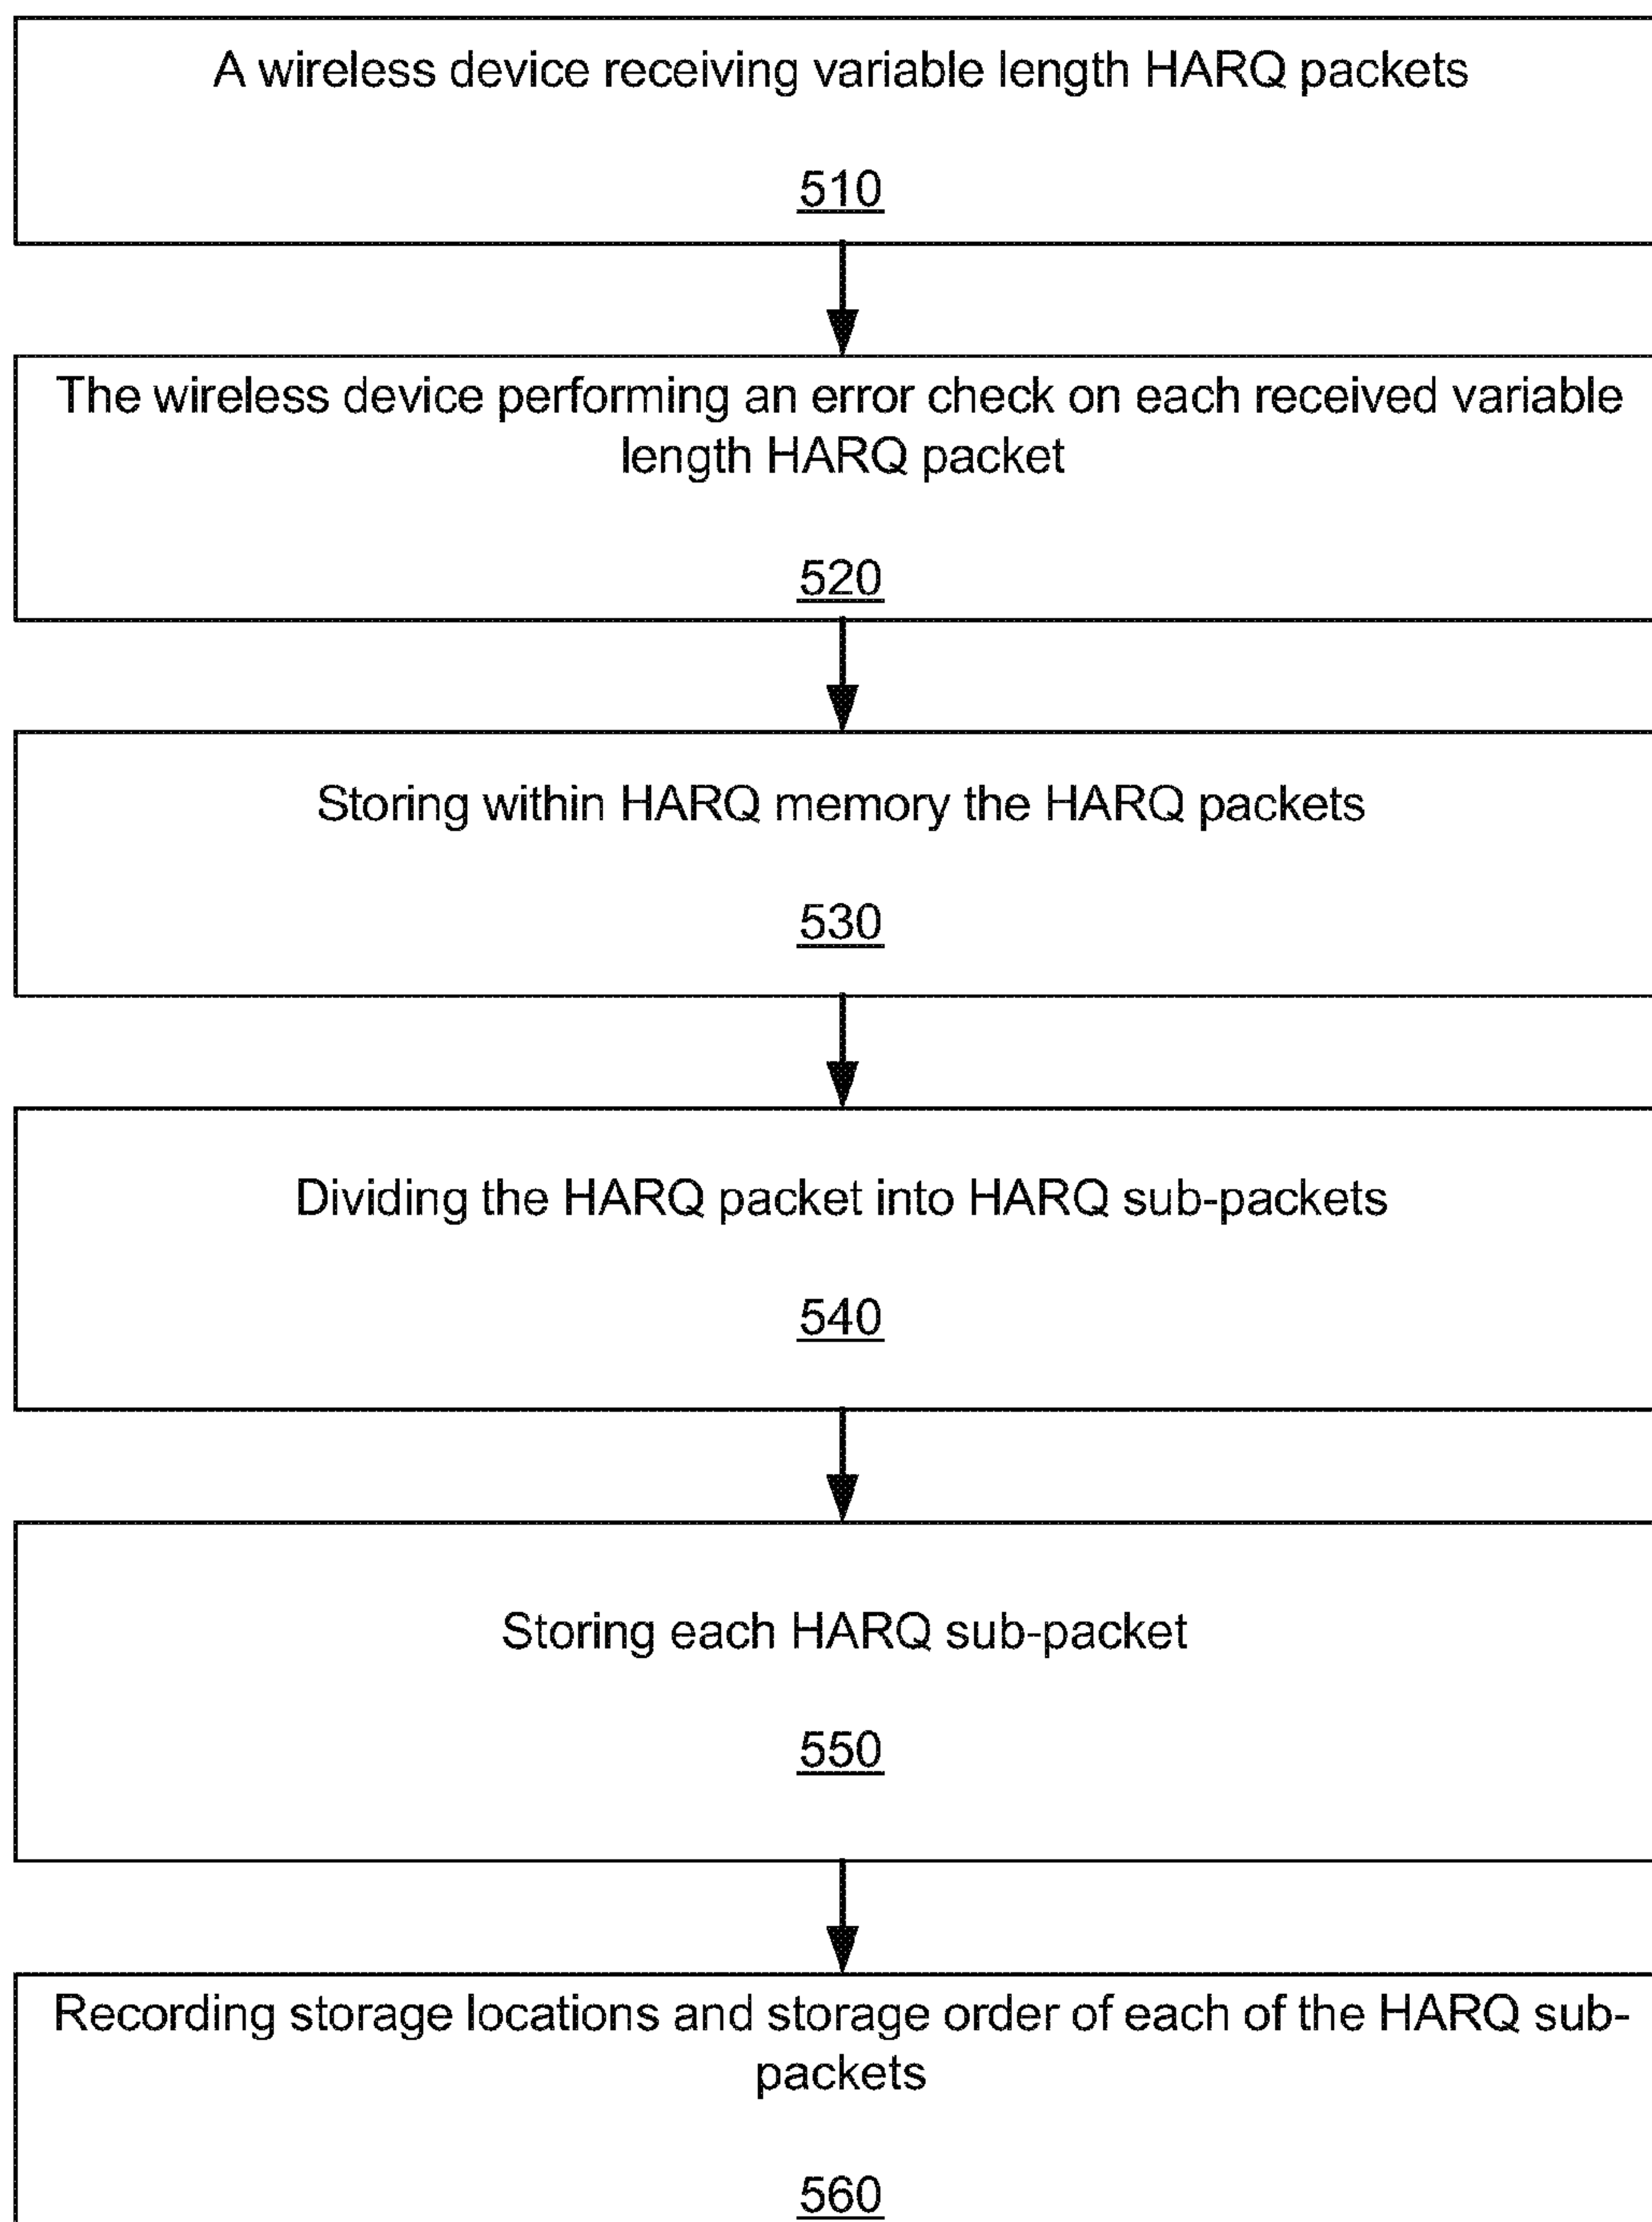 A wireless device receiving variable length HARQ packets
510
The wireless device performing an error check on each received variable
length HARQ packet
520
Storing within HARQ memory the HARQ packets
530
Dividing the HARQ packet into HARQ sub-packets
540
Storing each HARQ sub-packet
550
Recording storage locations and storage order of each of the HARQ sub-
packets
560